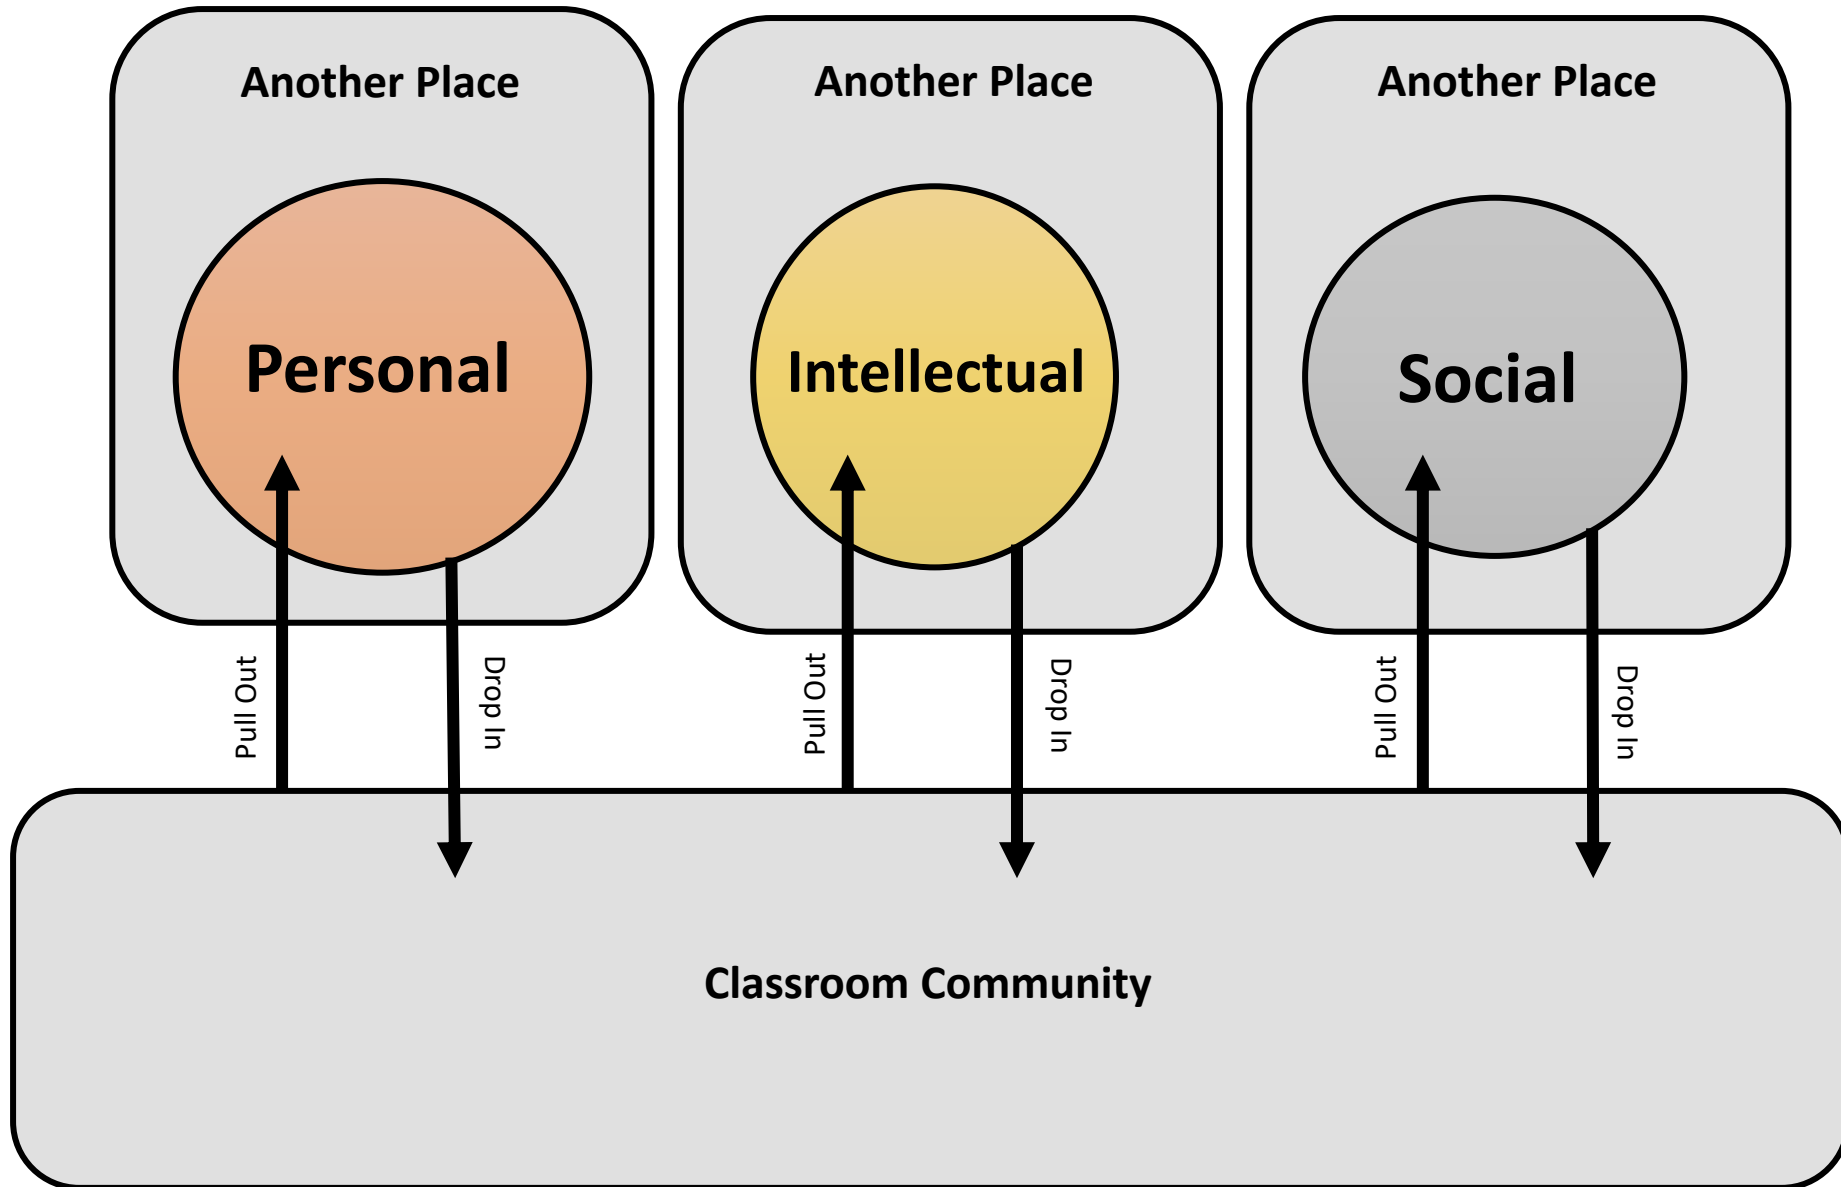 Another Place
Another Place
Another Place
Personal
Intellectual
Social
Pull Out
Drop In
Pull Out
Drop In
Pull Out
Drop In
Classroom Community